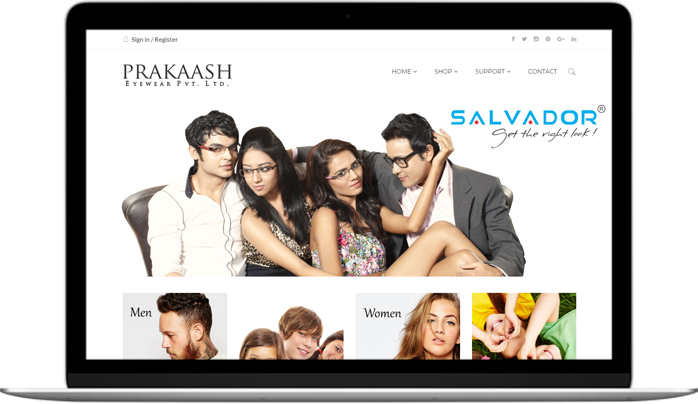 Sign in / Register
PRAKAASH
EYEWEAR PVT. LTD.
HOME SHOP SUPPORT CONTACT
SALVADOR®
Get the right look!
Men
Women